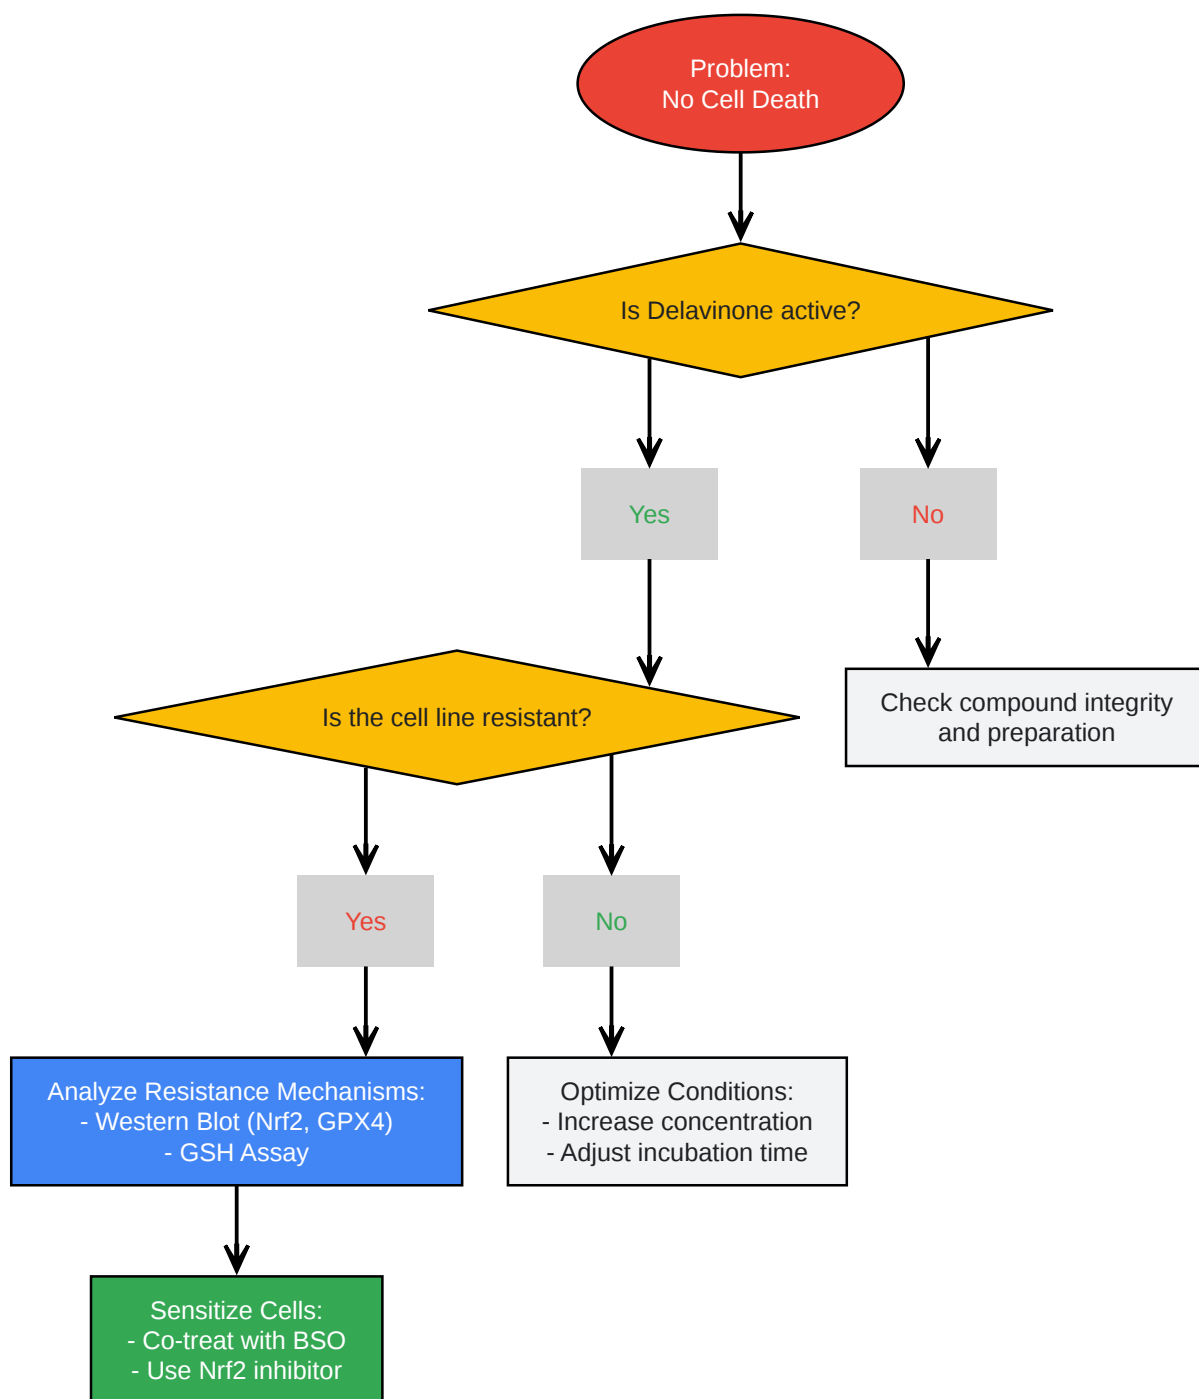 Problem:
No Cell Death
Is Delavinone active?
Yes
No
Is the cell line resistant?
Check compound integrity
and preparation
Yes
No
Analyze Resistance Mechanisms:
- Western Blot (Nrf2, GPX4)
- GSH Assay
Optimize Conditions:
- Increase concentration
- Adjust incubation time
Sensitize Cells:
- Co-treat with BSO
- Use Nrf2 inhibitor